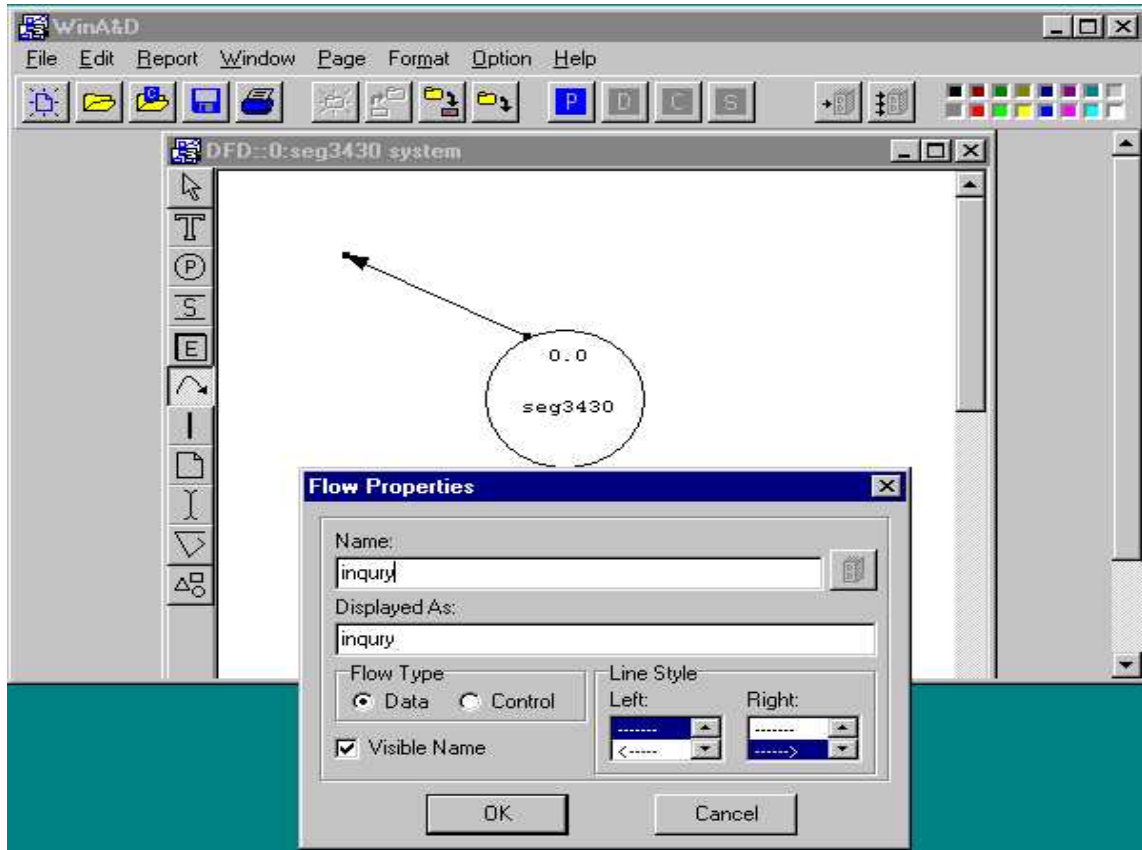 WinA&D
File Edit Report Window Page Format Option Help
C P D C S
DFD::0:seg3430 system
T
P
S
E
0.0
seg3430
Flow Properties
Name:
inqury
Displayed As:
inqury
Flow Type
Data Control
Visible Name
Line Style
Left: Right:
------- -------
<----- ------>
OK Cancel